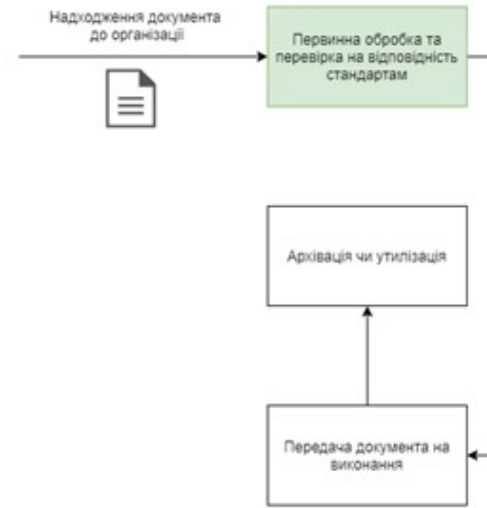 Надходження документа
до організації
Первинна обробка та
перевірка на відповідність
стандартам
Архівація чи утилізація
Передача документа на
виконання